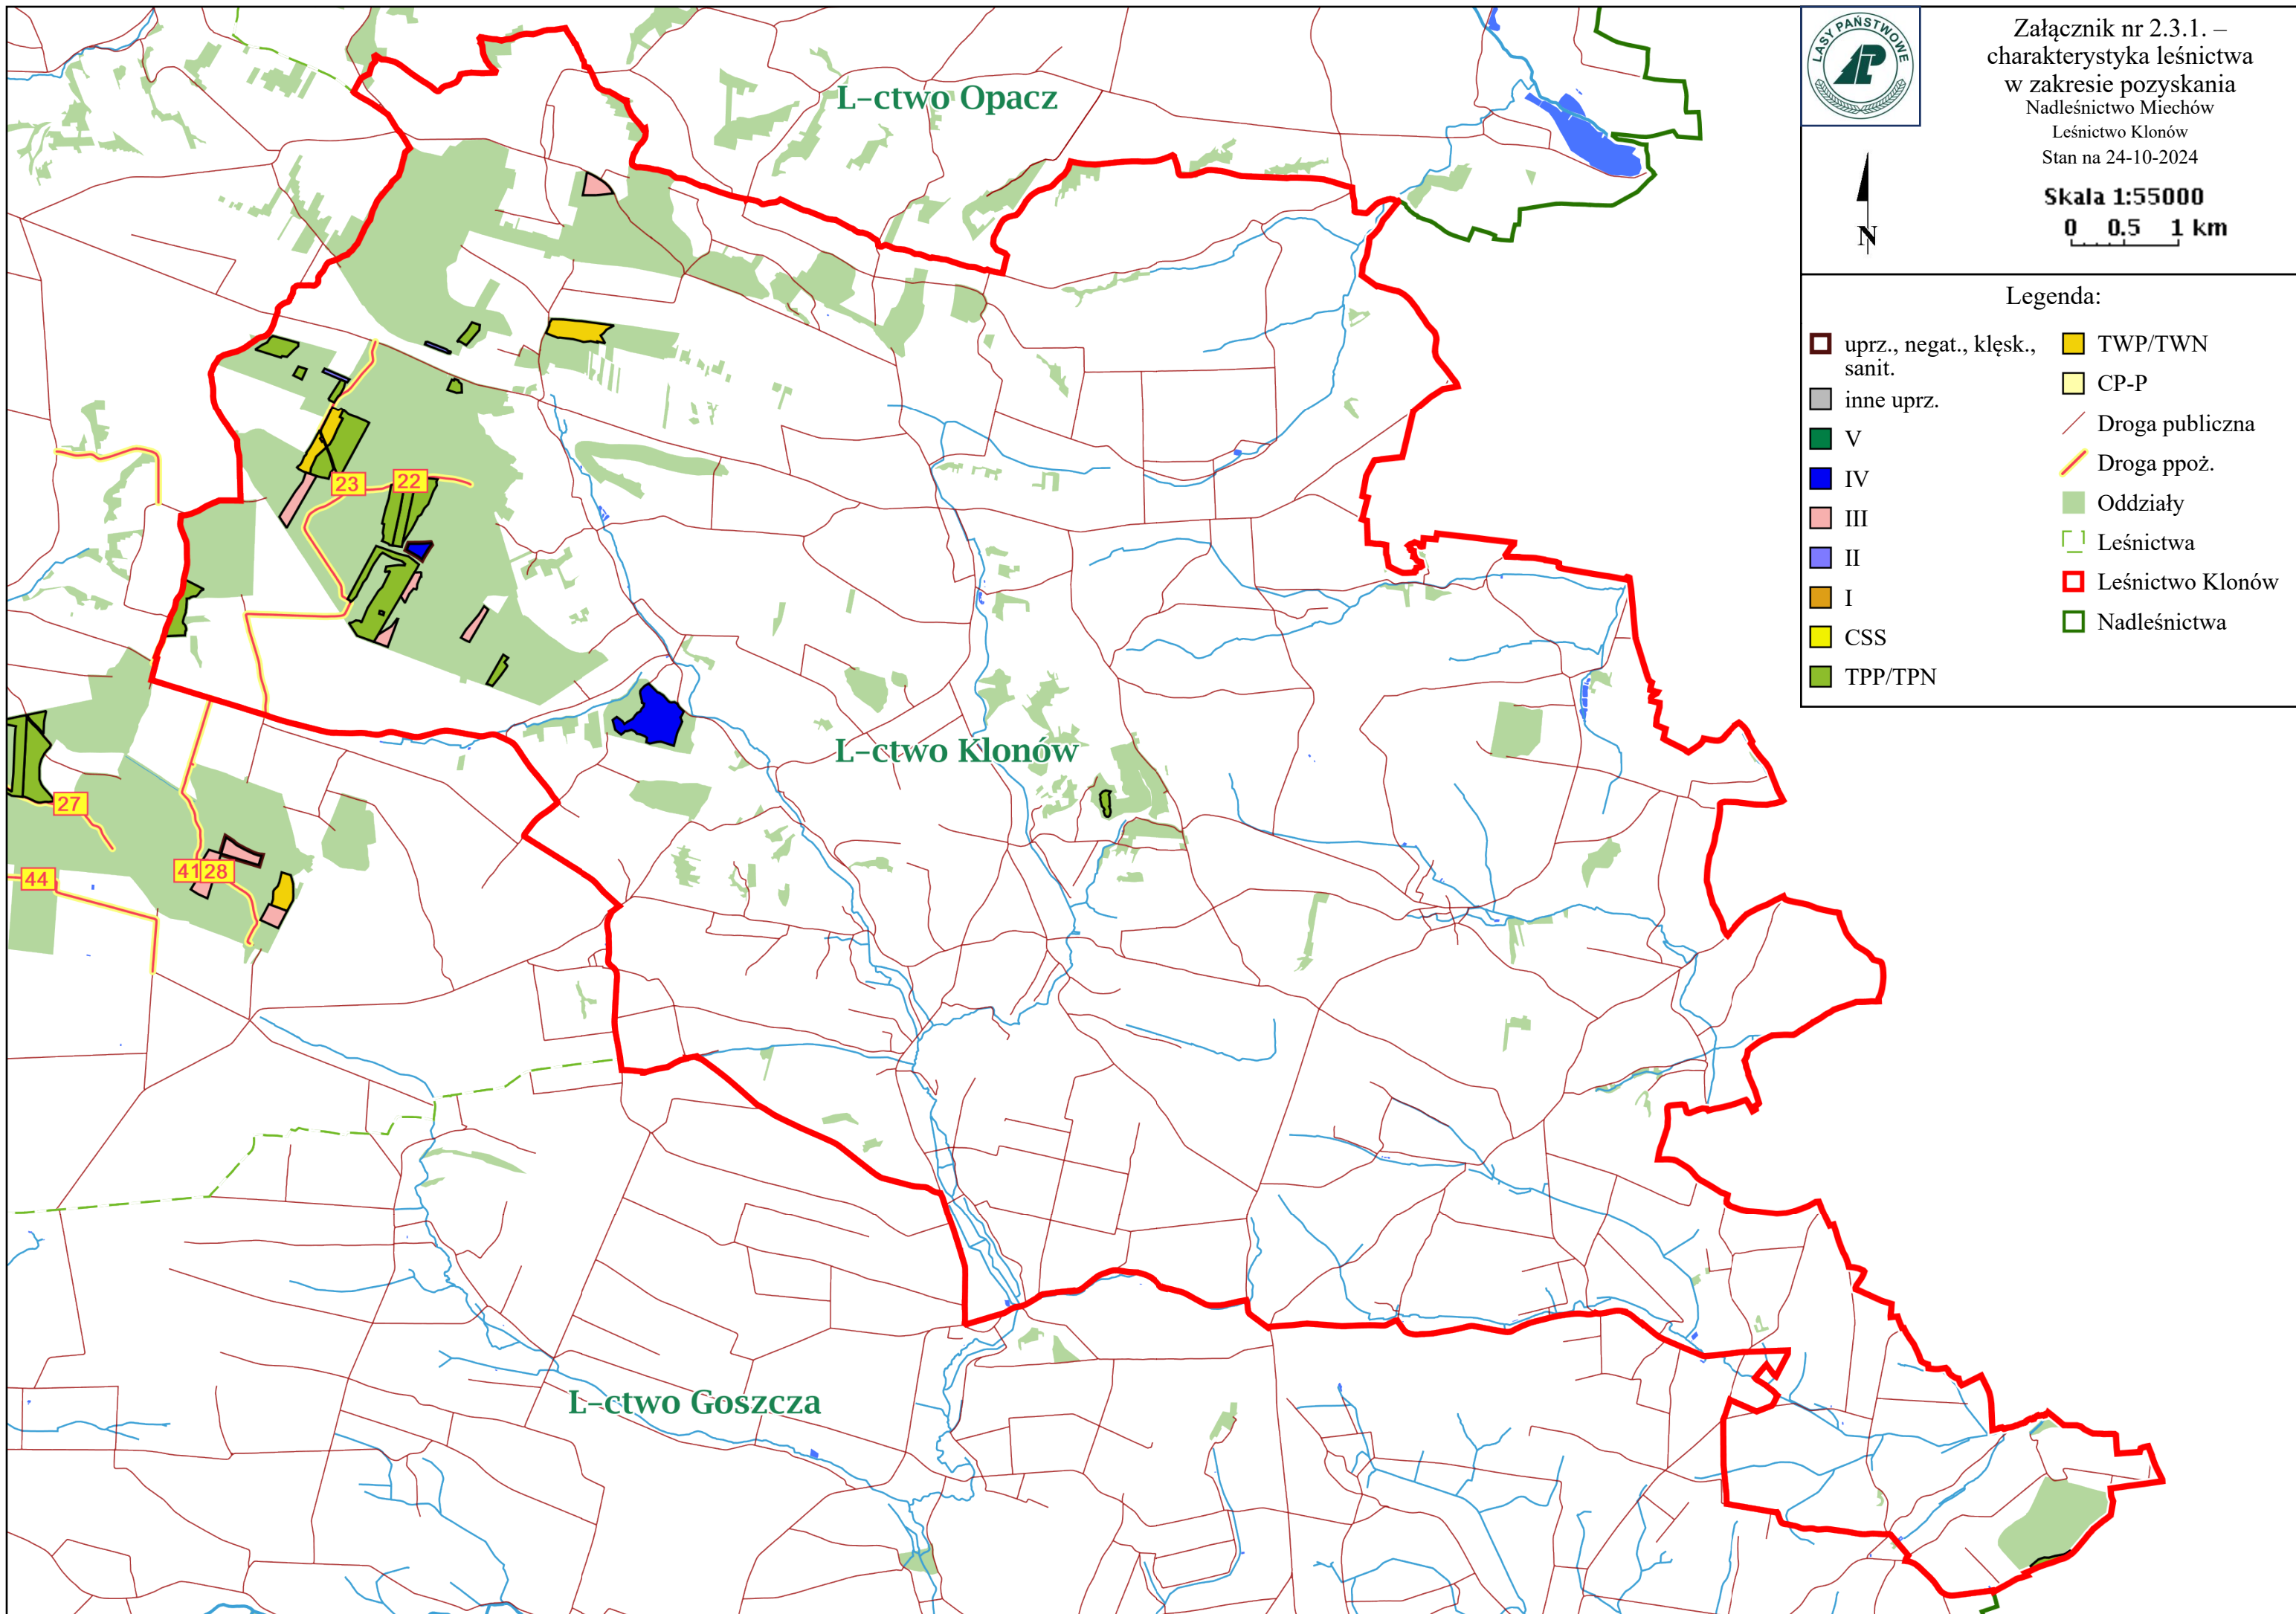 LASY PAŃSTWOWE
Załącznik nr 2.3.1. –
charakterystyka leśnictwa
w zakresie pozyskania
Nadleśnictwo Miechów
Leśnictwo Klonów
Stan na 24-10-2024
Skala 1:55000
0 0.5 1 km
N
Legenda:
uprz., negat., klęsk.,
sanit.
inne uprz.
V
IV
III
II
I
CSS
TPP/TPN
TWP/TWN
CP-P
Droga publiczna
Droga ppoż.
Oddziały
Leśnictwa
Leśnictwo Klonów
Nadleśnictwa
L-ctwo Opacz
23
22
L-ctwo Klonów
27
41
28
44
L-ctwo Goszcza